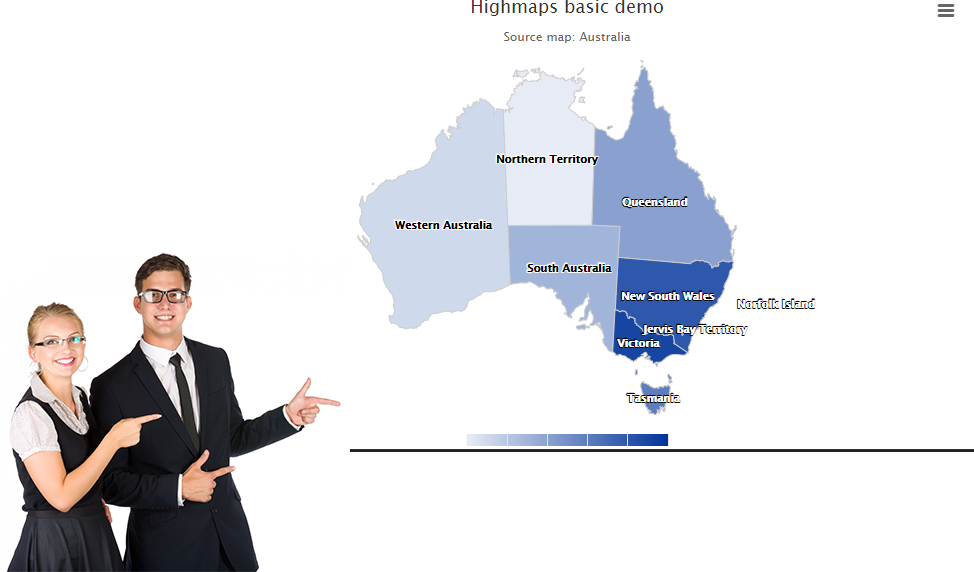 Highmaps basic demo
Source map: Australia
Northern Territory
Queensland
Western Australia
South Australia
New South Wales
Norfolk Island
Jervis Bay Territory
Victoria
Tasmania